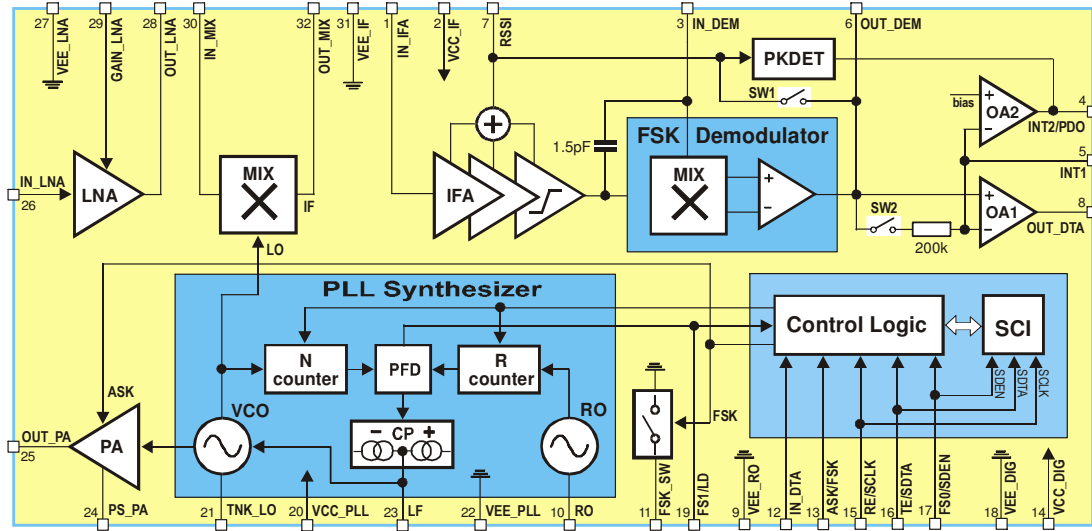 27 29 28 30 32 31 1 2 7 3 6
VEE_LNA GAIN_LNA OUT_LNA IN_MIX OUT_MIX VEE_IF IN_IFA VCC_IF RSSI IN_DEM OUT_DEM
PKDET
SW1
bias
+
−
OA2
4
INT2/PDO
1.5pF
FSK Demodulator
5
INT1
IN_LNA
26
LNA
MIX
IF
LO
+
IFA
MIX
+
−
SW2
200k
+
−
OA1
8
OUT_DTA
PLL Synthesizer
N
counter
PFD
R
counter
Control Logic
SCI
SDEN
SDTA
SCLK
ASK
VCO
− CP +
RO
FSK
OUT_PA
25
PA
PS_PA TNK_LO VCC_PLL LF VEE_PLL RO FSK_SW FS1/LD VEE_RO IN_DTA ASK/FSK RE/SCLK TE/SDTA FS0/SDEN VEE_DIG VCC_DIG
24 21 20 23 22 10 11 19 9 12 13 15 16 17 18 14